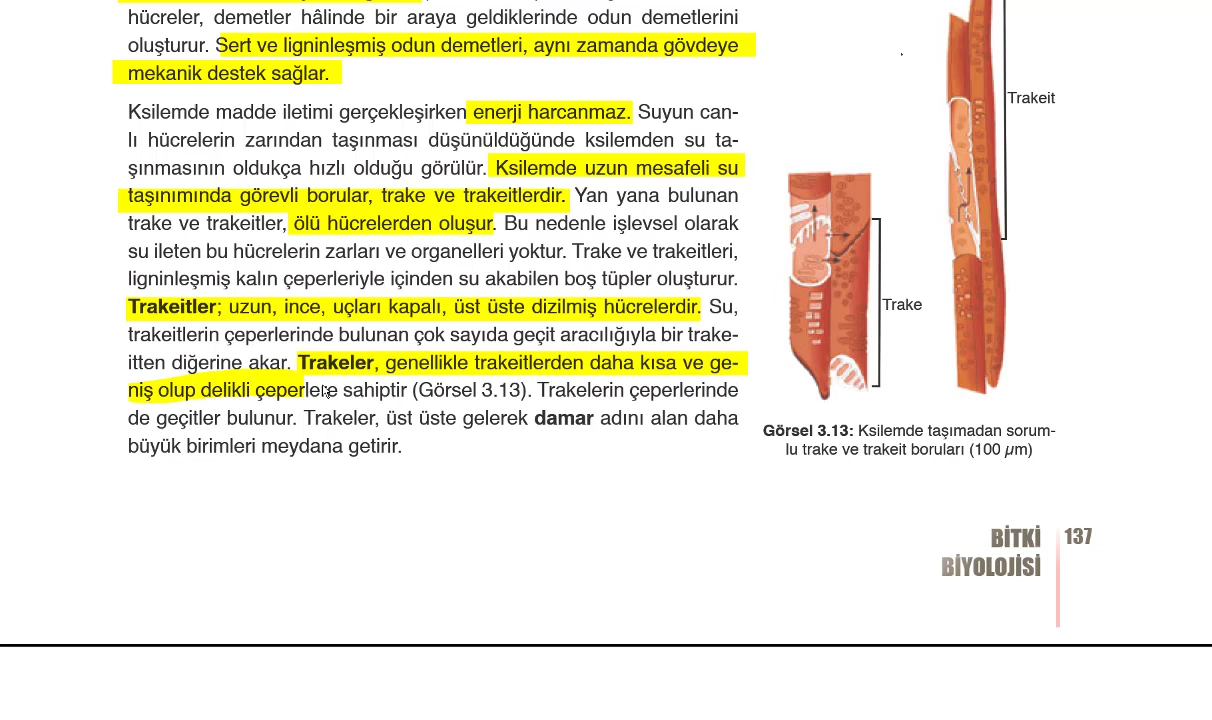 hücreler, demetler hâlinde bir araya geldiklerinde odun demetlerini
oluşturur. Sert ve ligninleşmiş odun demetleri, aynı zamanda gövdeye
mekanik destek sağlar.
Ksilemde madde iletimi gerçekleşirken enerji harcanmaz. Suyun can-
lı hücrelerin zarından taşınması düşünüldüğünde ksilemden su ta-
şınmasının oldukça hızlı olduğu görülür. Ksilemde uzun mesafeli su
taşınımında görevli borular, trake ve trakeitlerdir. Yan yana bulunan
trake ve trakeitler, ölü hücrelerden oluşur. Bu nedenle işlevsel olarak
su ileten bu hücrelerin zarları ve organelleri yoktur. Trake ve trakeitleri,
ligninleşmiş kalın çeperleriyle içinden su akabilen boş tüpler oluşturur.
Trakeitler; uzun, ince, uçları kapalı, üst üste dizilmiş hücrelerdir. Su,
trakeitlerin çeperlerinde bulunan çok sayıda geçit aracılığıyla bir trake-
itten diğerine akar. Trakeler, genellikle trakeitlerden daha kısa ve ge-
niş olup delikli çeperlere sahiptir (Görsel 3.13). Trakelerin çeperlerinde
de geçitler bulunur. Trakeler, üst üste gelerek damar adını alan daha
büyük birimleri meydana getirir.
Trakeit
Trake
Görsel 3.13: Ksilemde taşımadan sorum-
lu trake ve trakeit boruları (100 µm)
BİTKİ
BİYOLOJİSİ
137